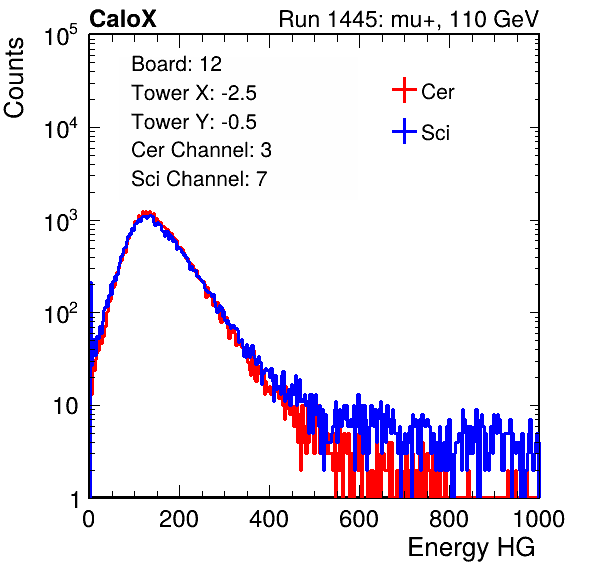 CaloX Run 1445: mu+, 110 GeV
Counts
10^5
10^4
10^3
10^2
10
1
Board: 12
Tower X: -2.5
Tower Y: -0.5
Cer Channel: 3
Sci Channel: 7
Cer
Sci
0 200 400 600 800 1000
Energy HG